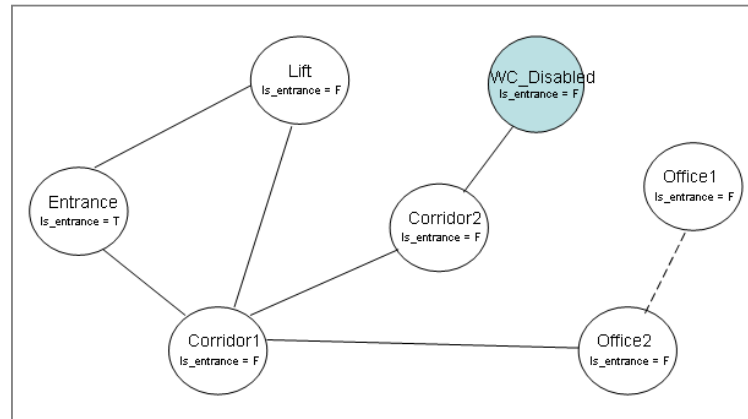 Lift
Is_entrance = F
WC_Disabled
Is_entrance = F
Office1
Is_entrance = F
Entrance
Is_entrance = T
Corridor2
Is_entrance = F
Corridor1
Is_entrance = F
Office2
Is_entrance = F